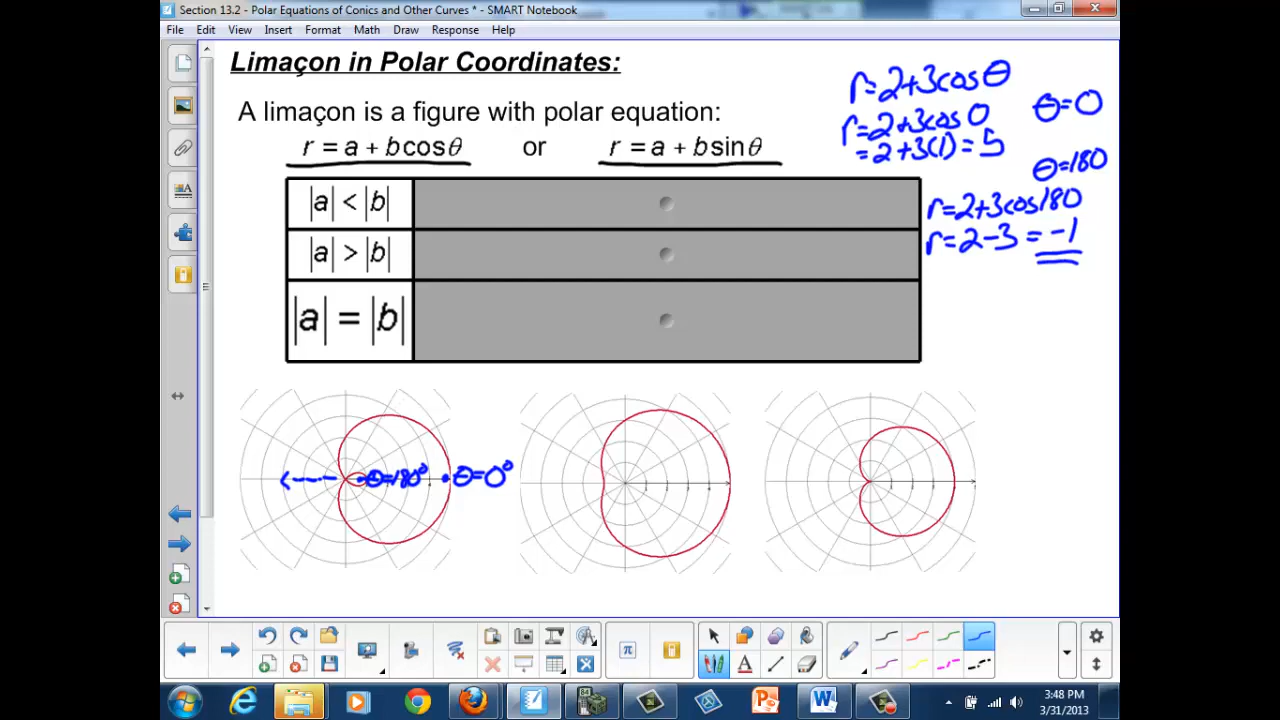 Section 13.2 - Polar Equations of Conics and Other Curves * - SMART Notebook
File Edit View Insert Format Math Draw Response Help
Limaçon in Polar Coordinates:
A limaçon is a figure with polar equation:
r = a + b cosθ or r = a + b sinθ
|a| < |b|
|a| > |b|
|a| = |b|
r=2+3cosθ
θ=0
r=2+3cos0
=2+3(1)=5
θ=180
r=2+3cos180
r=2-3=-1
θ=180° θ=0°
π
A
3:48 PM
3/31/2013